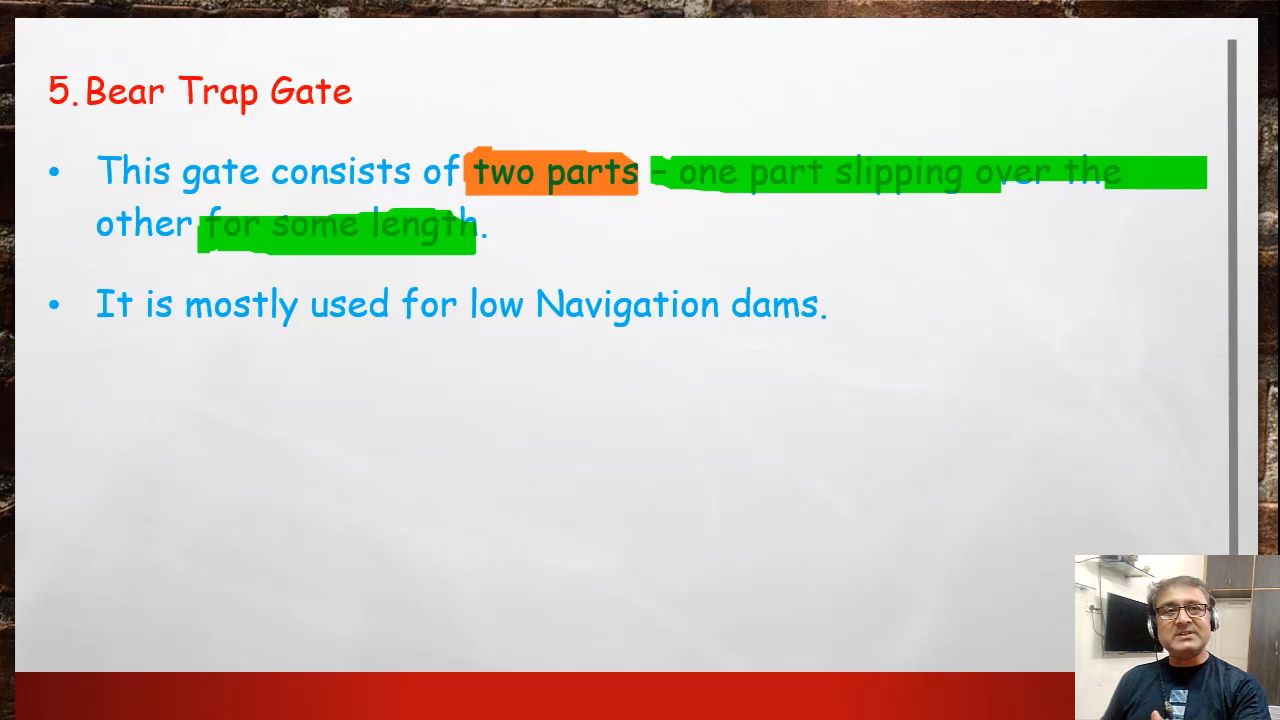 5. Bear Trap Gate
• This gate consists of two parts – one part slipping over the
other for some length.
• It is mostly used for low Navigation dams.